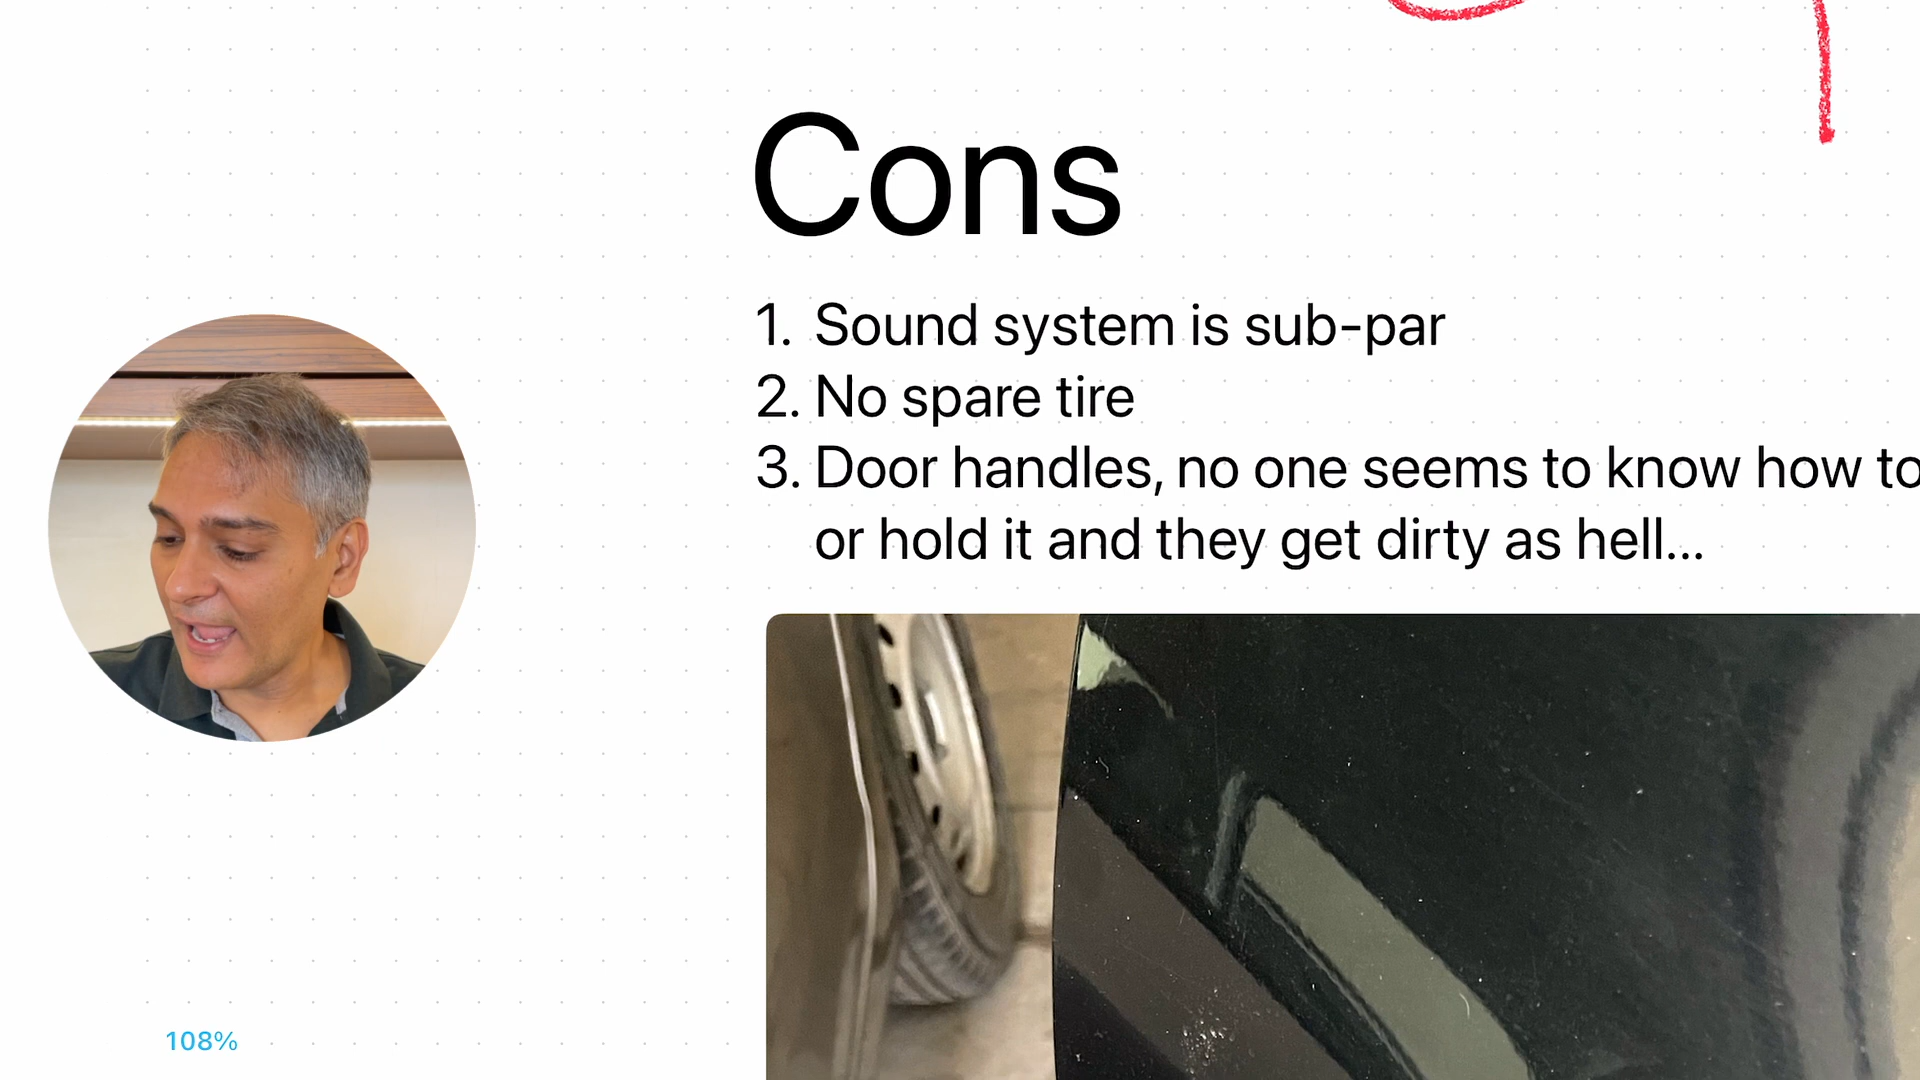 Cons
1. Sound system is sub-par
2. No spare tire
3. Door handles, no one seems to know how to
or hold it and they get dirty as hell...
108%